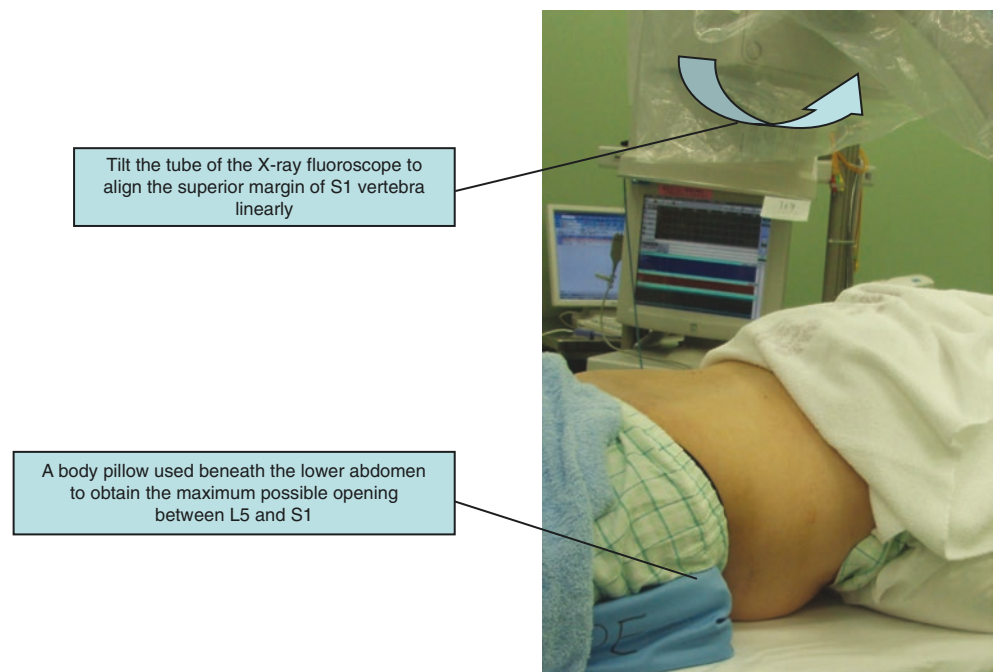 Tilt the tube of the X-ray fluoroscope to
align the superior margin of S1 vertebra
linearly
A body pillow used beneath the lower abdomen
to obtain the maximum possible opening
between L5 and S1